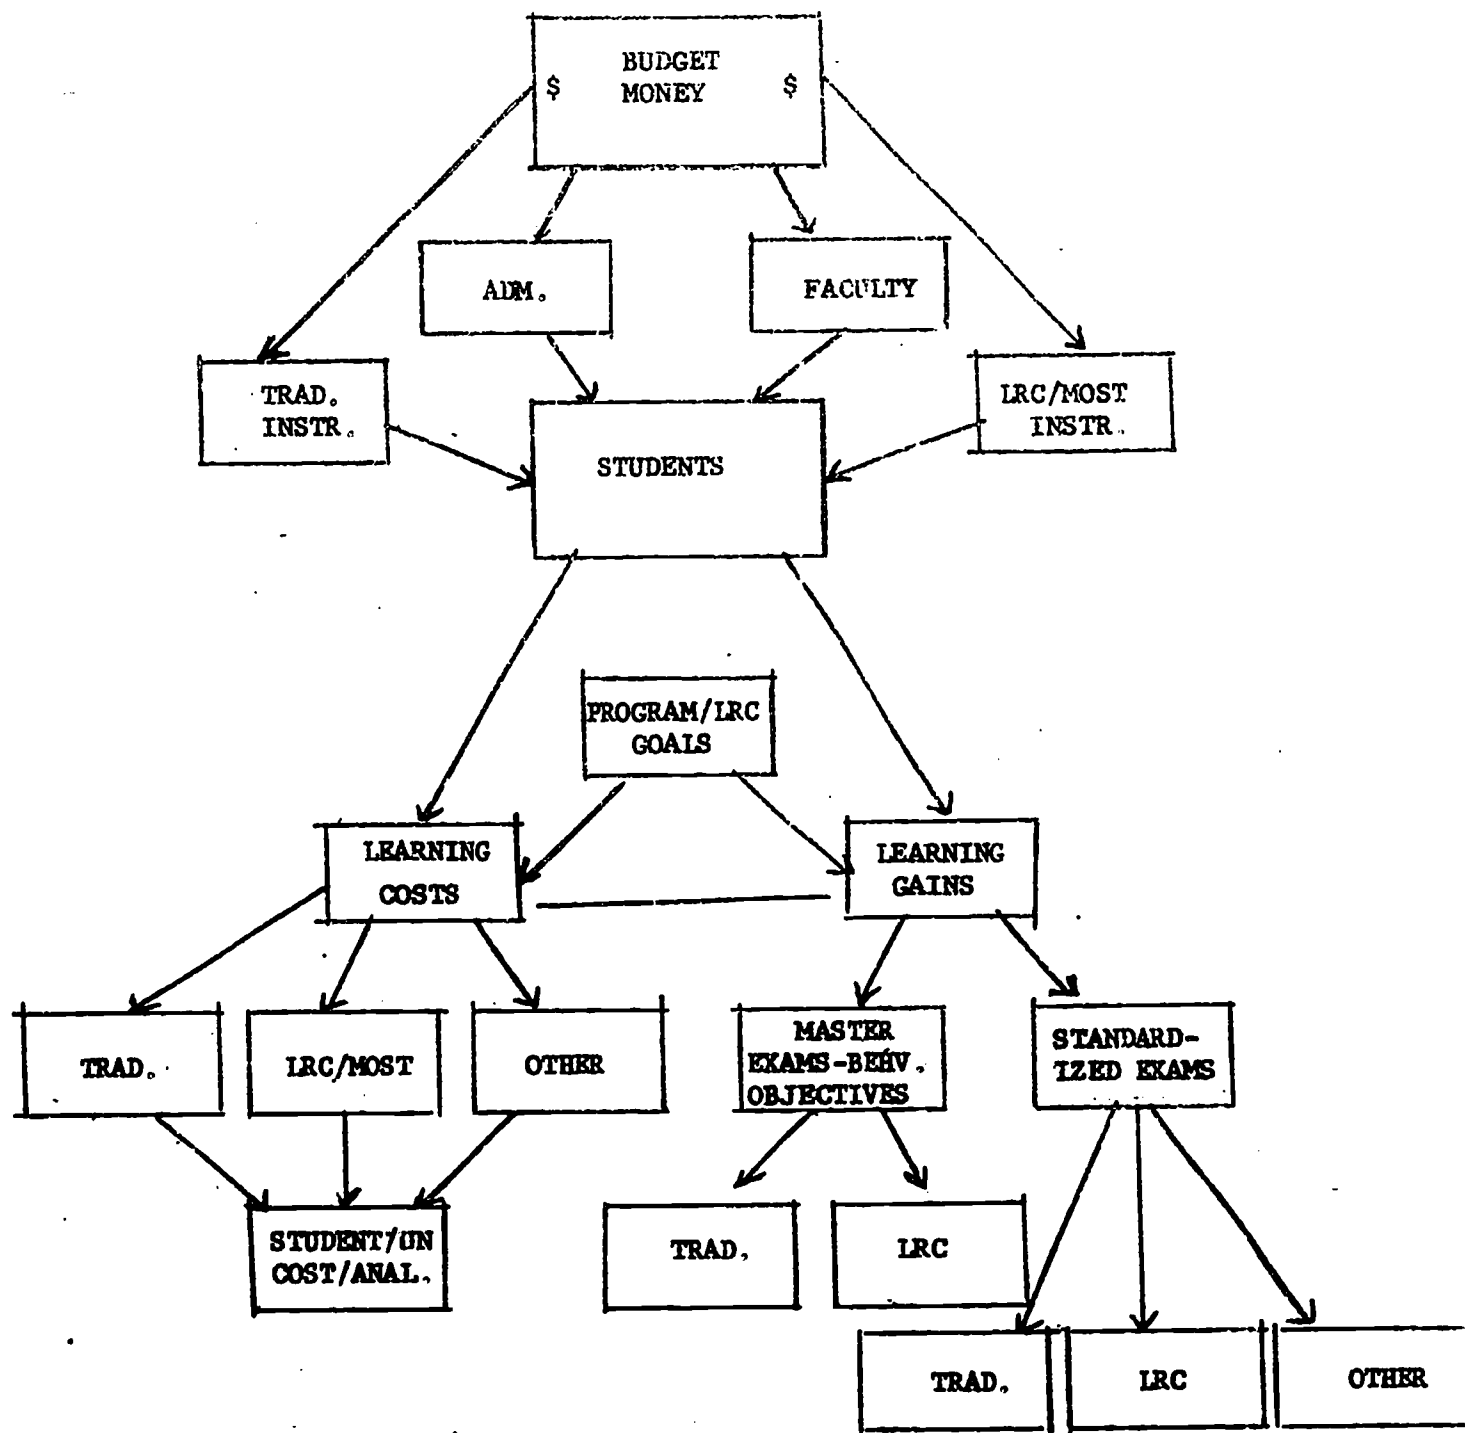 BUDGET
$ MONEY $
ADM.
FACULTY
TRAD.
INSTR.
LRC/MOST
INSTR.
STUDENTS
PROGRAM/LRC
GOALS
LEARNING
COSTS
LEARNING
GAINS
TRAD.
LRC/MOST
OTHER
MASTER
EXAMS-BEHV.
OBJECTIVES
STANDARD-
IZED EXAMS
STUDENT/UN
COST/ANAL.
TRAD.
LRC
TRAD.
LRC
OTHER